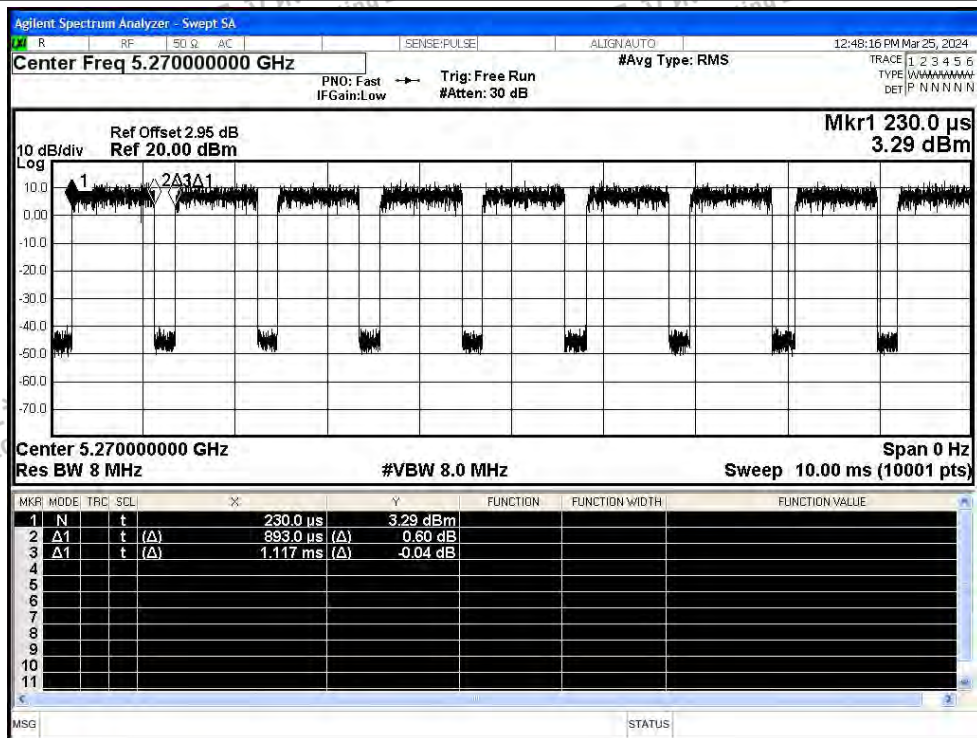 Agilent Spectrum Analyzer - Swept SA
R RF 50 Ω AC SENSE:PULSE ALIGN AUTO 12:48:16 PM Mar 25, 2024
Center Freq 5.270000000 GHz #Avg Type: RMS TRACE 1 2 3 4 5 6
PNO: Fast Trig: Free Run TYPE WWWWWW
IFGain:Low #Atten: 30 dB DET P N N N N N
Mkr1 230.0 µs
Ref Offset 2.95 dB
10 dB/div Ref 20.00 dBm 3.29 dBm
Log
1 2Δ3Δ1
10.0
0.00
-10.0
-20.0
-30.0
-40.0
-50.0
-60.0
-70.0
Center 5.270000000 GHz Span 0 Hz
Res BW 8 MHz #VBW 8.0 MHz Sweep 10.00 ms (10001 pts)
MKR MODE TRC SCL X Y FUNCTION FUNCTION WIDTH FUNCTION VALUE
1 N t 230.0 µs 3.29 dBm
2 Δ1 t (Δ) 893.0 µs (Δ) 0.60 dB
3 Δ1 t (Δ) 1.117 ms (Δ) -0.04 dB
4
5
6
7
8
9
10
11
MSG STATUS